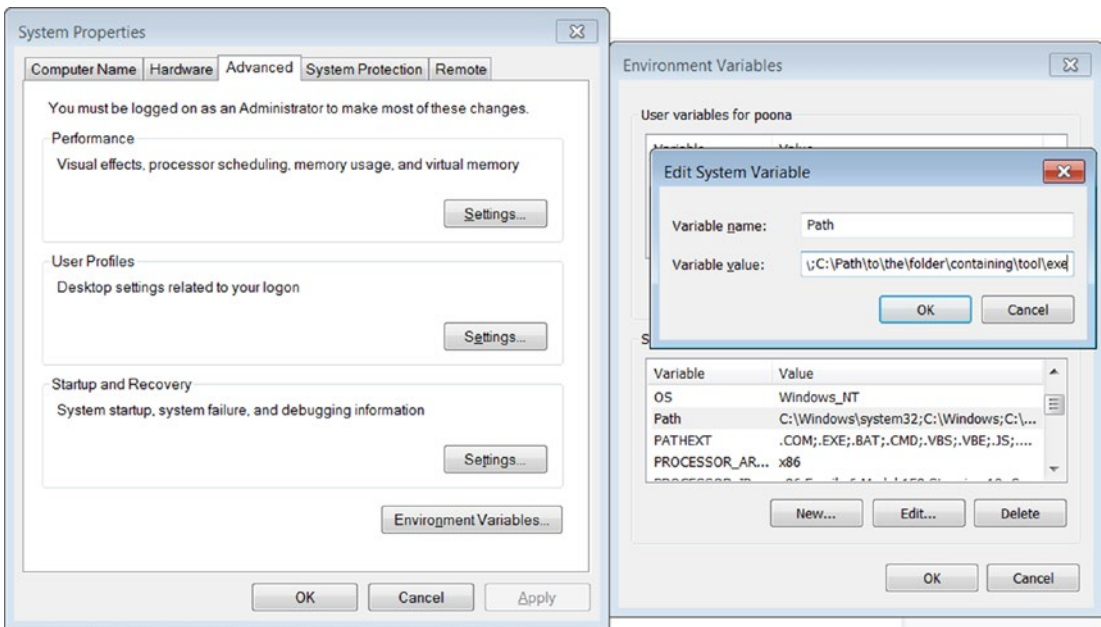 System Properties
Computer Name Hardware Advanced System Protection Remote
You must be logged on as an Administrator to make most of these changes.
Performance
Visual effects, processor scheduling, memory usage, and virtual memory
Settings...
User Profiles
Desktop settings related to your logon
Settings...
Startup and Recovery
System startup, system failure, and debugging information
Settings...
Environment Variables...
OK Cancel Apply
Environment Variables
User variables for poona
Edit System Variable
Variable name: Path
Variable value: \;C:\Path\to\the\folder\containing\tool\exe
OK Cancel
Variable Value
OS Windows_NT
Path C:\Windows\system32;C:\Windows;C:\...
PATHEXT .COM;.EXE;.BAT;.CMD;.VBS;.VBE;.JS;....
PROCESSOR_AR... x86
New... Edit... Delete
OK Cancel